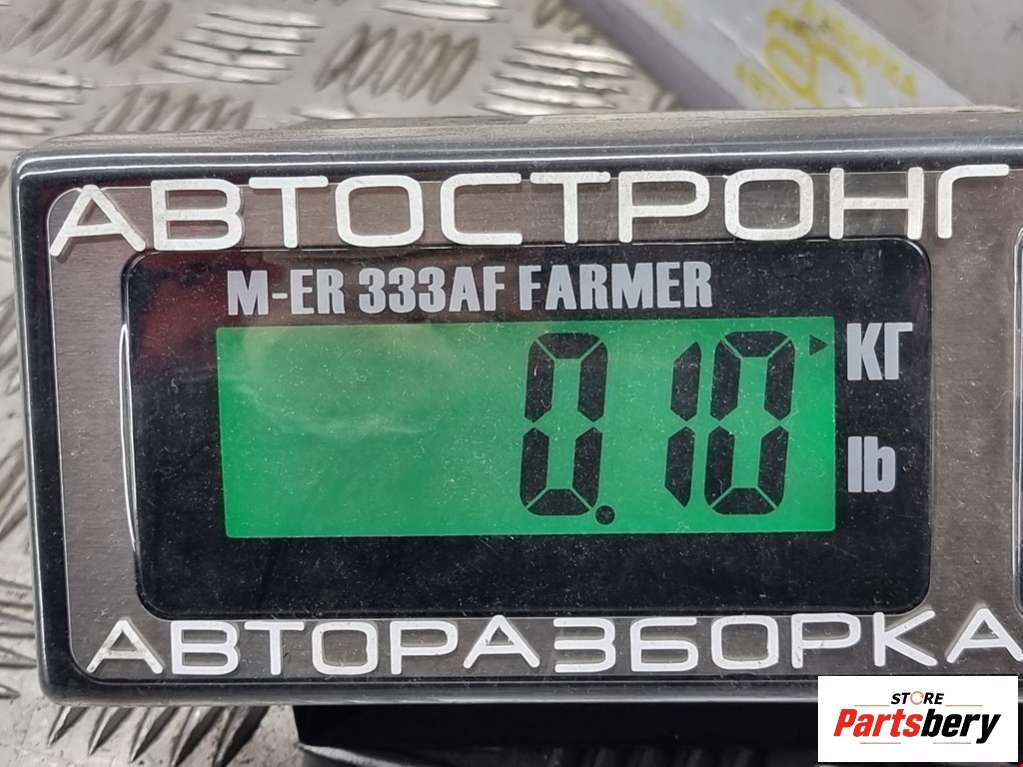 АВТОСТРОНГ
M-ER 333AF FARMER
0.10
КГ
lb
АВТОРАЗБОРКА
STORE
Partsbery